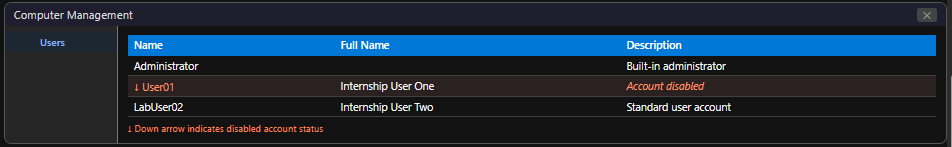 Computer Management
Users
Name Full Name Description
Administrator Built-in administrator
↓ User01 Internship User One Account disabled
LabUser02 Internship User Two Standard user account
↓ Down arrow indicates disabled account status